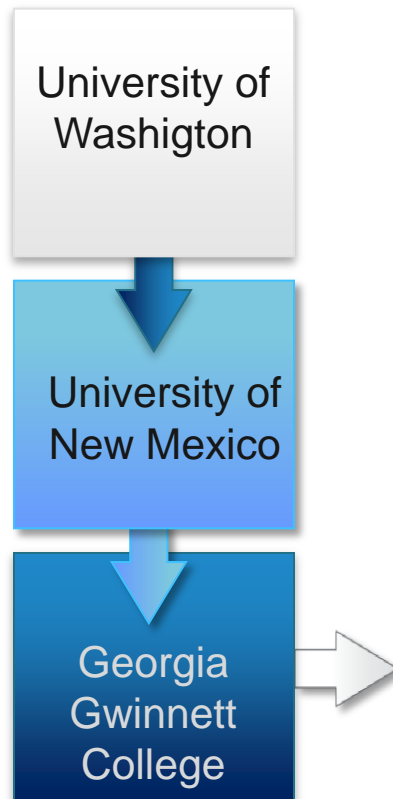 University of
Washigton
University of
New Mexico
Georgia
Gwinnett
College